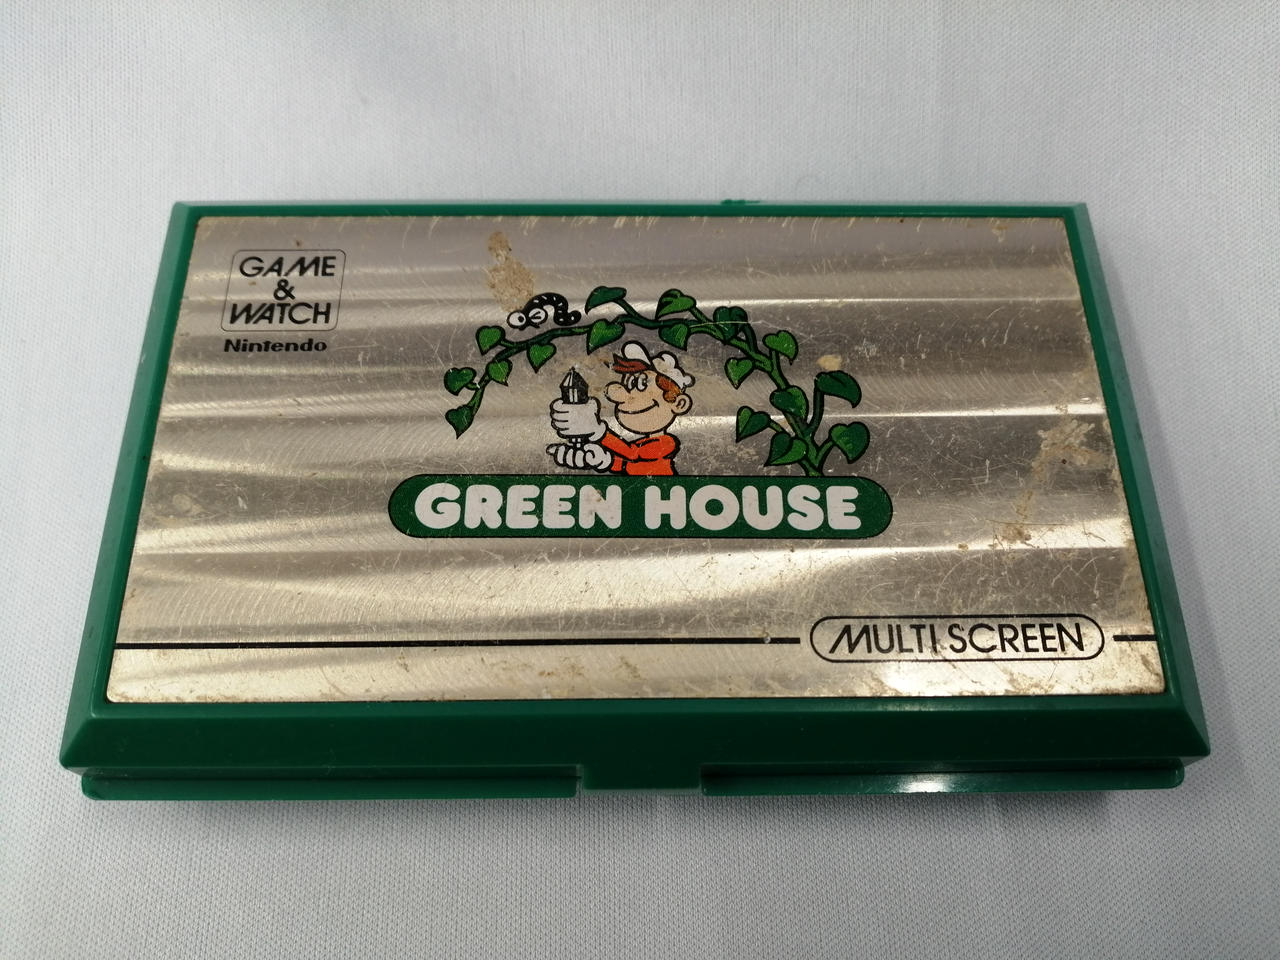 GAME
&
WATCH
Nintendo
GREEN HOUSE
MULTI SCREEN